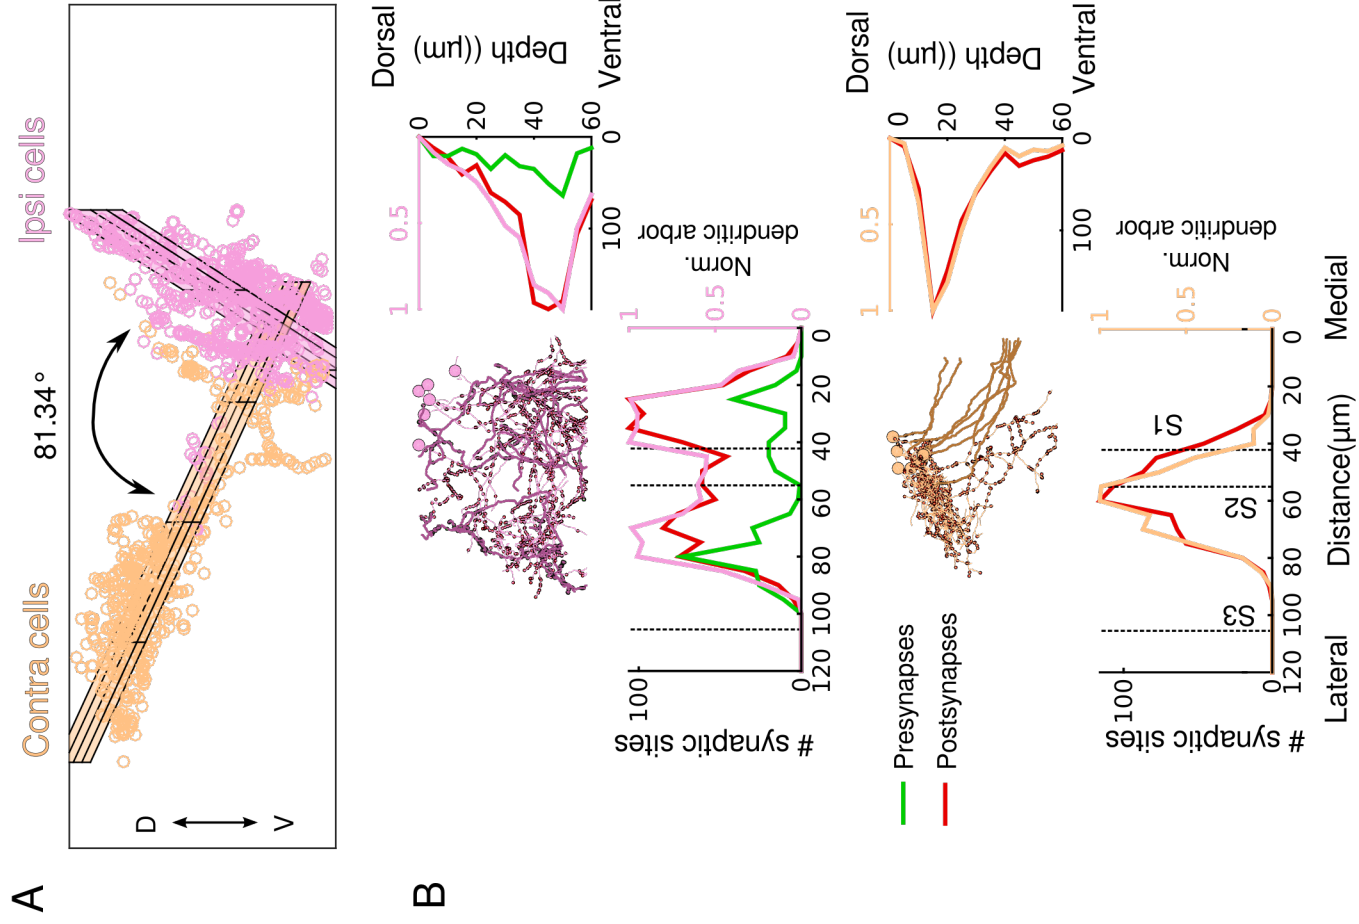 A
Contra cells
Ipsi cells
81.34°
D
V
B
Dorsal
Depth ((µm)
Ventral
0
20
40
60
0
100
1
0.5
Norm.
dendritic arbor
1
0.5
0
100
0
# synaptic sites
120
100
80
60
40
20
0
Presynapses
Postsynapses
Dorsal
Depth ((µm)
Ventral
0
20
40
60
0
100
1
0.5
Norm.
dendritic arbor
1
0.5
0
S1
S2
S3
100
0
# synaptic sites
120
100
80
60
40
20
0
Lateral
Distance(µm)
Medial